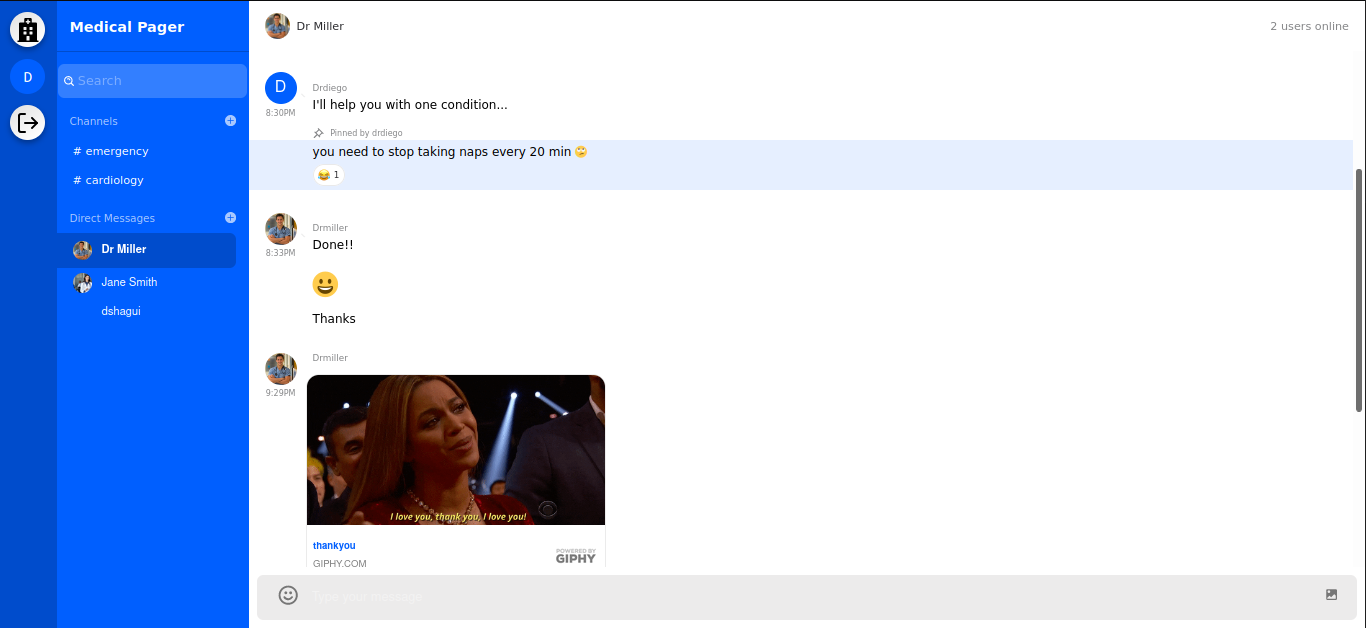 Medical Pager
D
Search
Channels
# emergency
# cardiology
Direct Messages
Dr Miller
Jane Smith
dshagui
Dr Miller
2 users online
D
8:30PM
Drdiego
I'll help you with one condition...
Pinned by drdiego
you need to stop taking naps every 20 min 🙄
😂 1
8:33PM
Drmiller
Done!!
😀
Thanks
9:29PM
Drmiller
I love you, thank you, I love you!
thankyou
GIPHY.COM
POWERED BY
GIPHY
Type your message